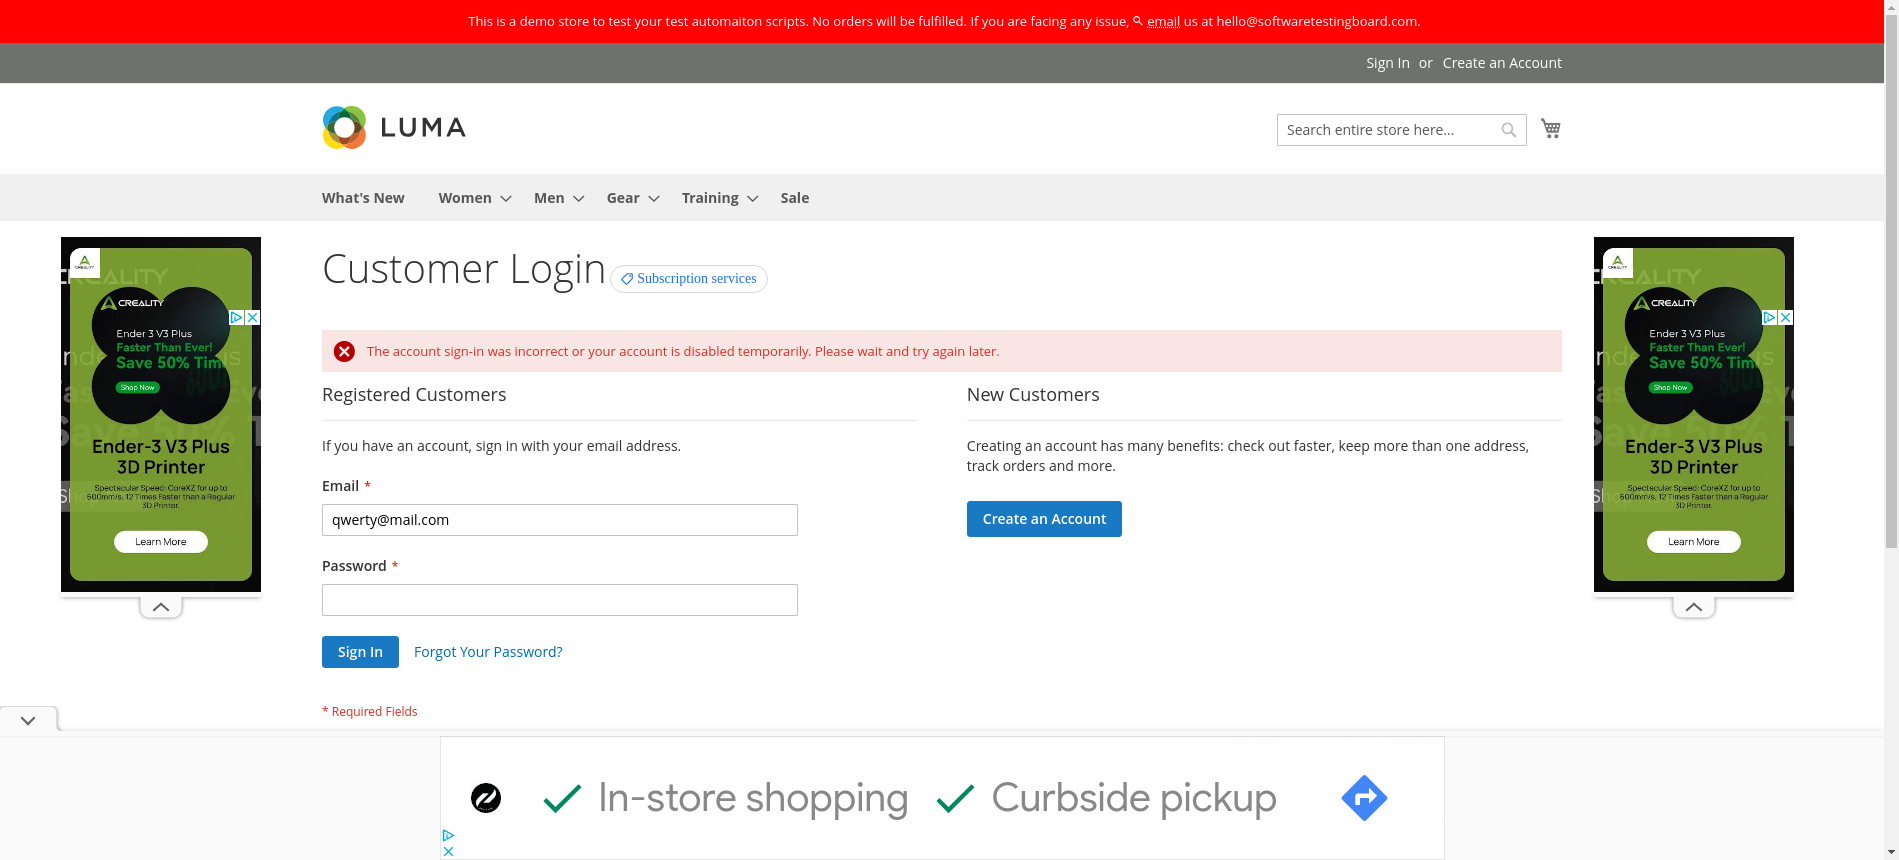 This is a demo store to test your test automaiton scripts. No orders will be fulfilled. If you are facing any issue, email us at hello@softwaretestingboard.com.
Sign In or Create an Account
LUMA
Search entire store here...
What's New Women Men Gear Training Sale
Customer Login
Subscription services
The account sign-in was incorrect or your account is disabled temporarily. Please wait and try again later.
Registered Customers
If you have an account, sign in with your email address.
Email *
qwerty@mail.com
Password *
Sign In Forgot Your Password?
* Required Fields
New Customers
Creating an account has many benefits: check out faster, keep more than one address,
track orders and more.
Create an Account
CREALITY
Ender 3 V3 Plus
Faster Than Ever!
Save 50% Tim
Shop Now
Ender-3 V3 Plus
3D Printer
Spectacular Speed: CoreXZ for up to
600mm/s, 12 Times Faster than a Regular
3D Printer.
Learn More
CREALITY
Ender 3 V3 Plus
Faster Than Ever!
Save 50% Tim
Shop Now
Ender-3 V3 Plus
3D Printer
Spectacular Speed: CoreXZ for up to
600mm/s, 12 Times Faster than a Regular
3D Printer.
Learn More
In-store shopping Curbside pickup